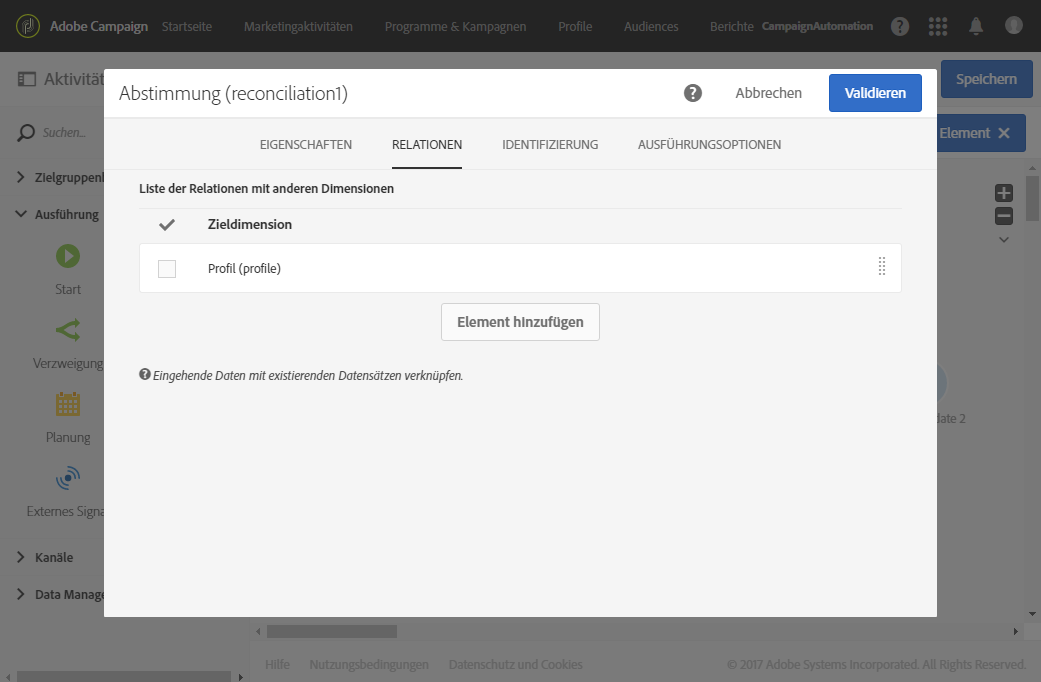 Adobe Campaign Startseite Marketingaktivitäten Programme & Kampagnen Profile Audiences Berichte CampaignAutomation
Aktivität
Speichern
Abstimmung (reconciliation1) Abbrechen Validieren
Suchen...
Element
EIGENSCHAFTEN RELATIONEN IDENTIFIZIERUNG AUSFÜHRUNGSOPTIONEN
Liste der Relationen mit anderen Dimensionen
Zieldimension
Profil (profile)
Element hinzufügen
Eingehende Daten mit existierenden Datensätzen verknüpfen.
Ausführung
Start
Verzweigung
Planung
Externes Signa
Kanäle
Data Manage
date 2
Hilfe Nutzungsbedingungen Datenschutz und Cookies © 2017 Adobe Systems Incorporated. All Rights Reserved.